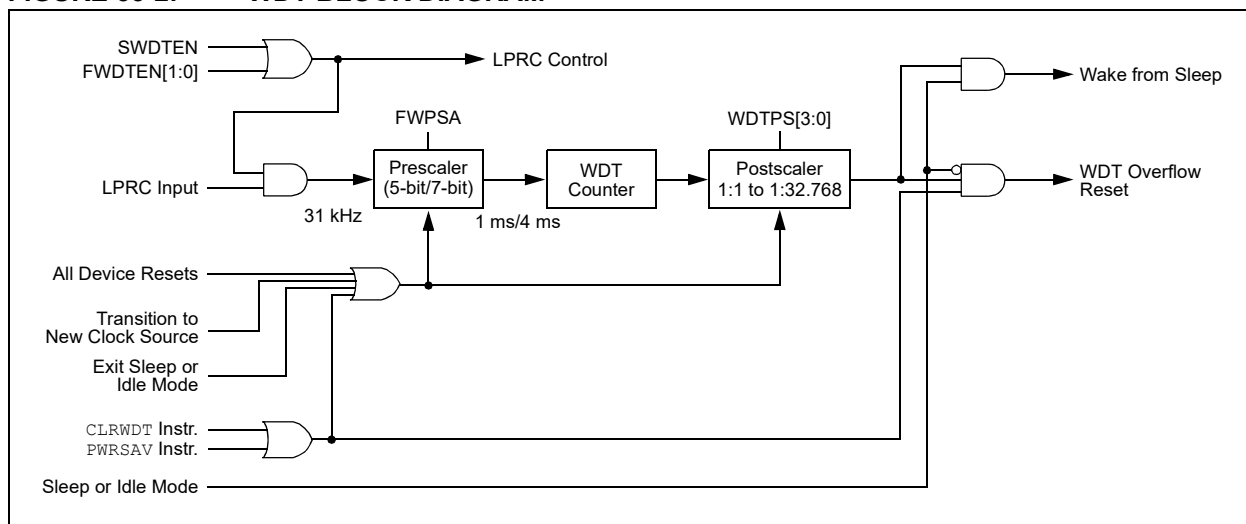 SWDTEN
FWDTEN[1:0]
LPRC Control
Wake from Sleep
FWPSA
WDTPS[3:0]
LPRC Input
Prescaler
(5-bit/7-bit)
WDT
Counter
Postscaler
1:1 to 1:32.768
WDT Overflow
Reset
31 kHz
1 ms/4 ms
All Device Resets
Transition to
New Clock Source
Exit Sleep or
Idle Mode
CLRWDT Instr.
PWRSAV Instr.
Sleep or Idle Mode